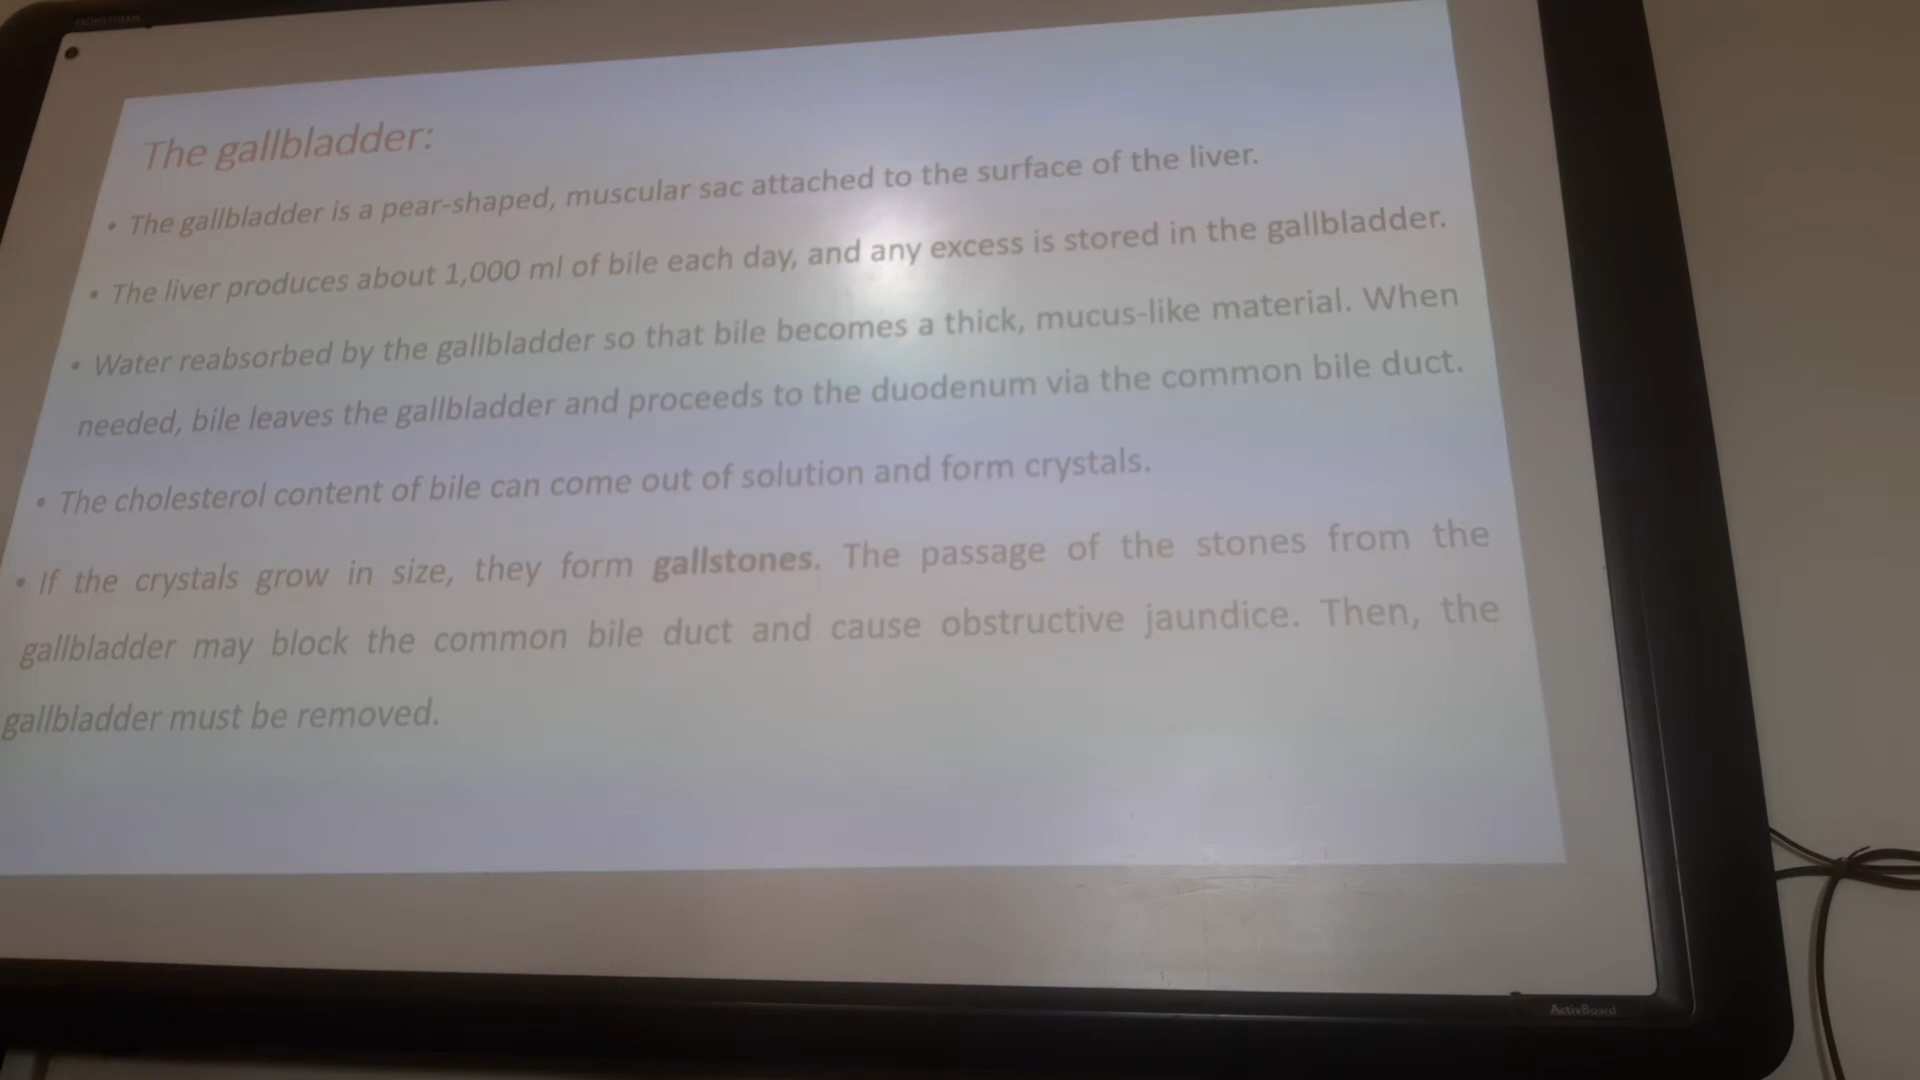 PROMETHEAN
The gallbladder:
• The gallbladder is a pear-shaped, muscular sac attached to the surface of the liver.
• The liver produces about 1,000 ml of bile each day, and any excess is stored in the gallbladder.
• Water reabsorbed by the gallbladder so that bile becomes a thick, mucus-like material. When
needed, bile leaves the gallbladder and proceeds to the duodenum via the common bile duct.
• The cholesterol content of bile can come out of solution and form crystals.
• If the crystals grow in size, they form gallstones. The passage of the stones from the
gallbladder may block the common bile duct and cause obstructive jaundice. Then, the
gallbladder must be removed.
ActivBoard